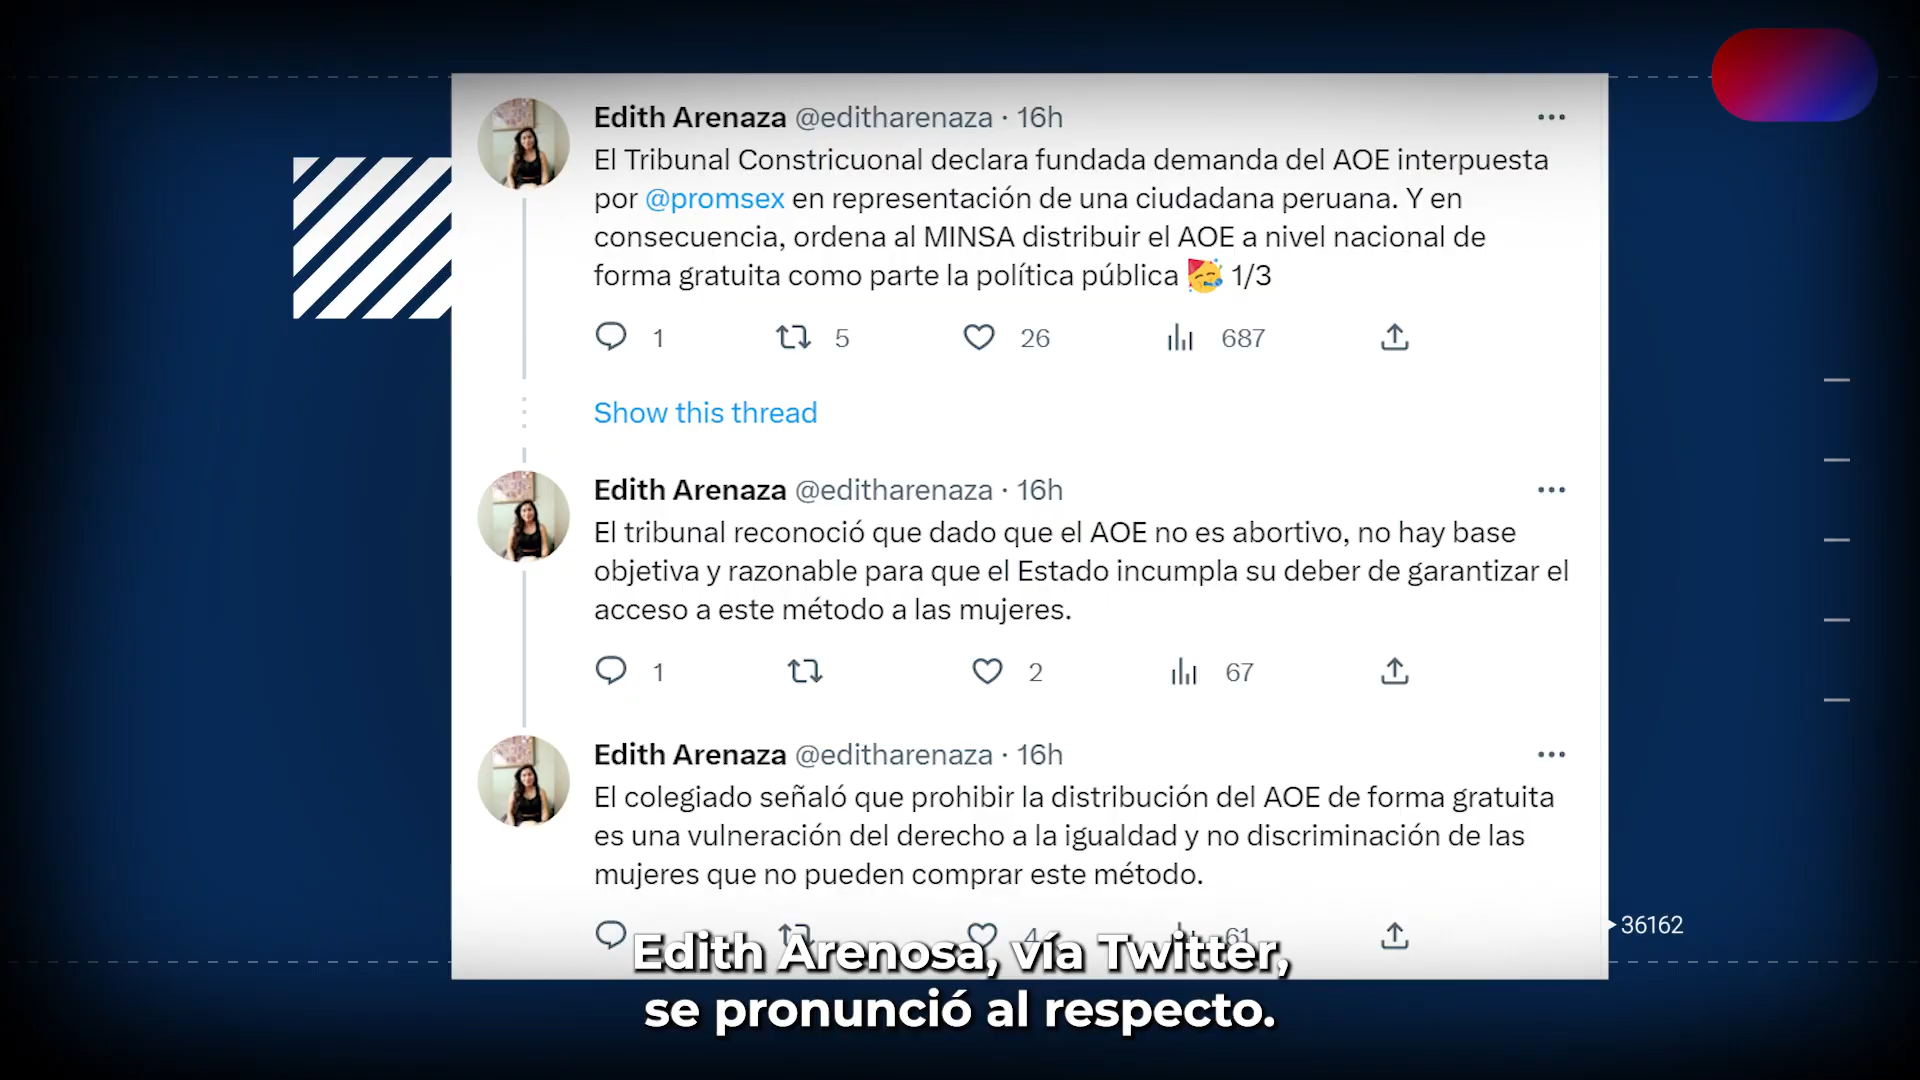 Edith Arenaza @editharenaza · 16h
El Tribunal Constricuonal declara fundada demanda del AOE interpuesta
por @promsex en representación de una ciudadana peruana. Y en
consecuencia, ordena al MINSA distribuir el AOE a nivel nacional de
forma gratuita como parte la política pública 🥳 1/3
1 5 26 687
Show this thread
Edith Arenaza @editharenaza · 16h
El tribunal reconoció que dado que el AOE no es abortivo, no hay base
objetiva y razonable para que el Estado incumpla su deber de garantizar el
acceso a este método a las mujeres.
1 2 67
Edith Arenaza @editharenaza · 16h
El colegiado señaló que prohibir la distribución del AOE de forma gratuita
es una vulneración del derecho a la igualdad y no discriminación de las
mujeres que no pueden comprar este método.
4 61
36162
Edith Arenosa, vía Twitter,
se pronunció al respecto.